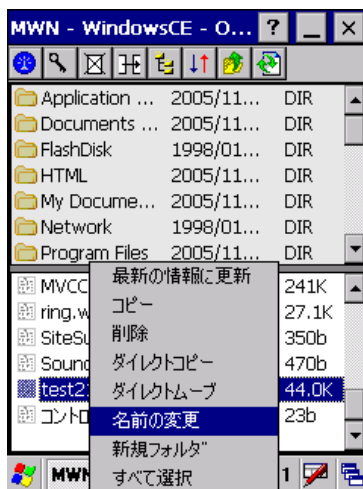 MWN - WindowsCE - O... ?
Application ... 2005/11... DIR
Documents ... 2005/11... DIR
FlashDisk 1998/01... DIR
HTML 2005/11... DIR
My Docume... 2005/11... DIR
Network 1998/01... DIR
Program Files 2005/11... DIR
最新の情報に更新
MVCC 241K
コピー
ring.w 27.1K
削除
SiteSu 350b
ダイレクトコピー
Sound 470b
ダイレクトムーブ
test2 44.0K
名前の変更
コントロ 23b
新規フォルダ
すべて選択
MWN 1